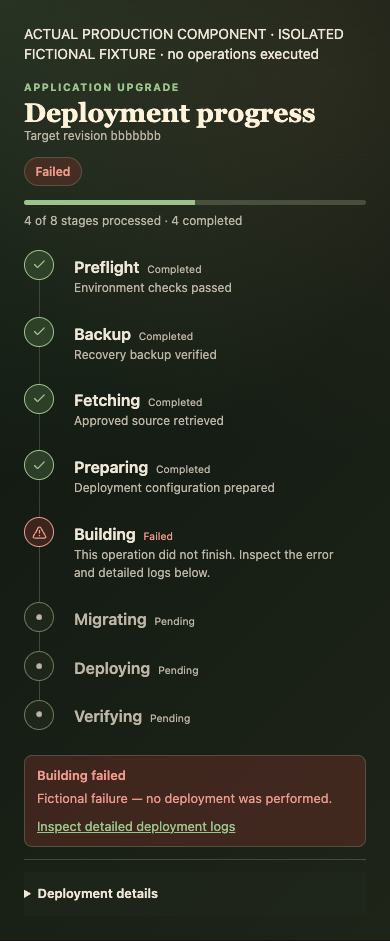 ACTUAL PRODUCTION COMPONENT · ISOLATED
FICTIONAL FIXTURE · no operations executed
APPLICATION UPGRADE
Deployment progress
Target revision bbbbbbb
Failed
4 of 8 stages processed · 4 completed
Preflight Completed
Environment checks passed
Backup Completed
Recovery backup verified
Fetching Completed
Approved source retrieved
Preparing Completed
Deployment configuration prepared
Building Failed
This operation did not finish. Inspect the error
and detailed logs below.
Migrating Pending
Deploying Pending
Verifying Pending
Building failed
Fictional failure — no deployment was performed.
Inspect detailed deployment logs
Deployment details